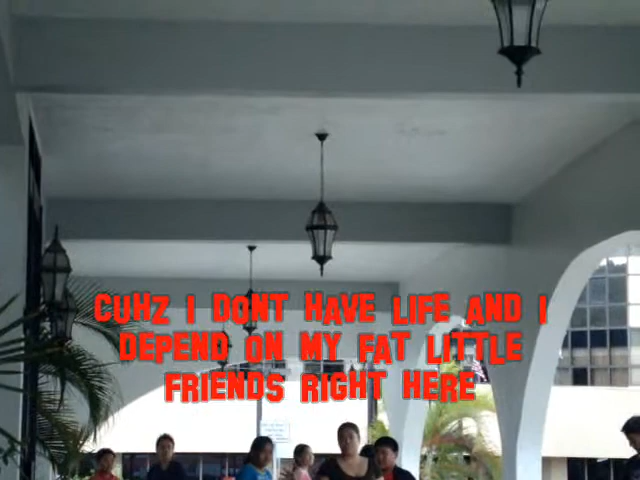 CUHZ I DONT HAVE LIFE AND I
DEPEND ON MY FAT LITTLE
FRIENDS RIGHT HERE